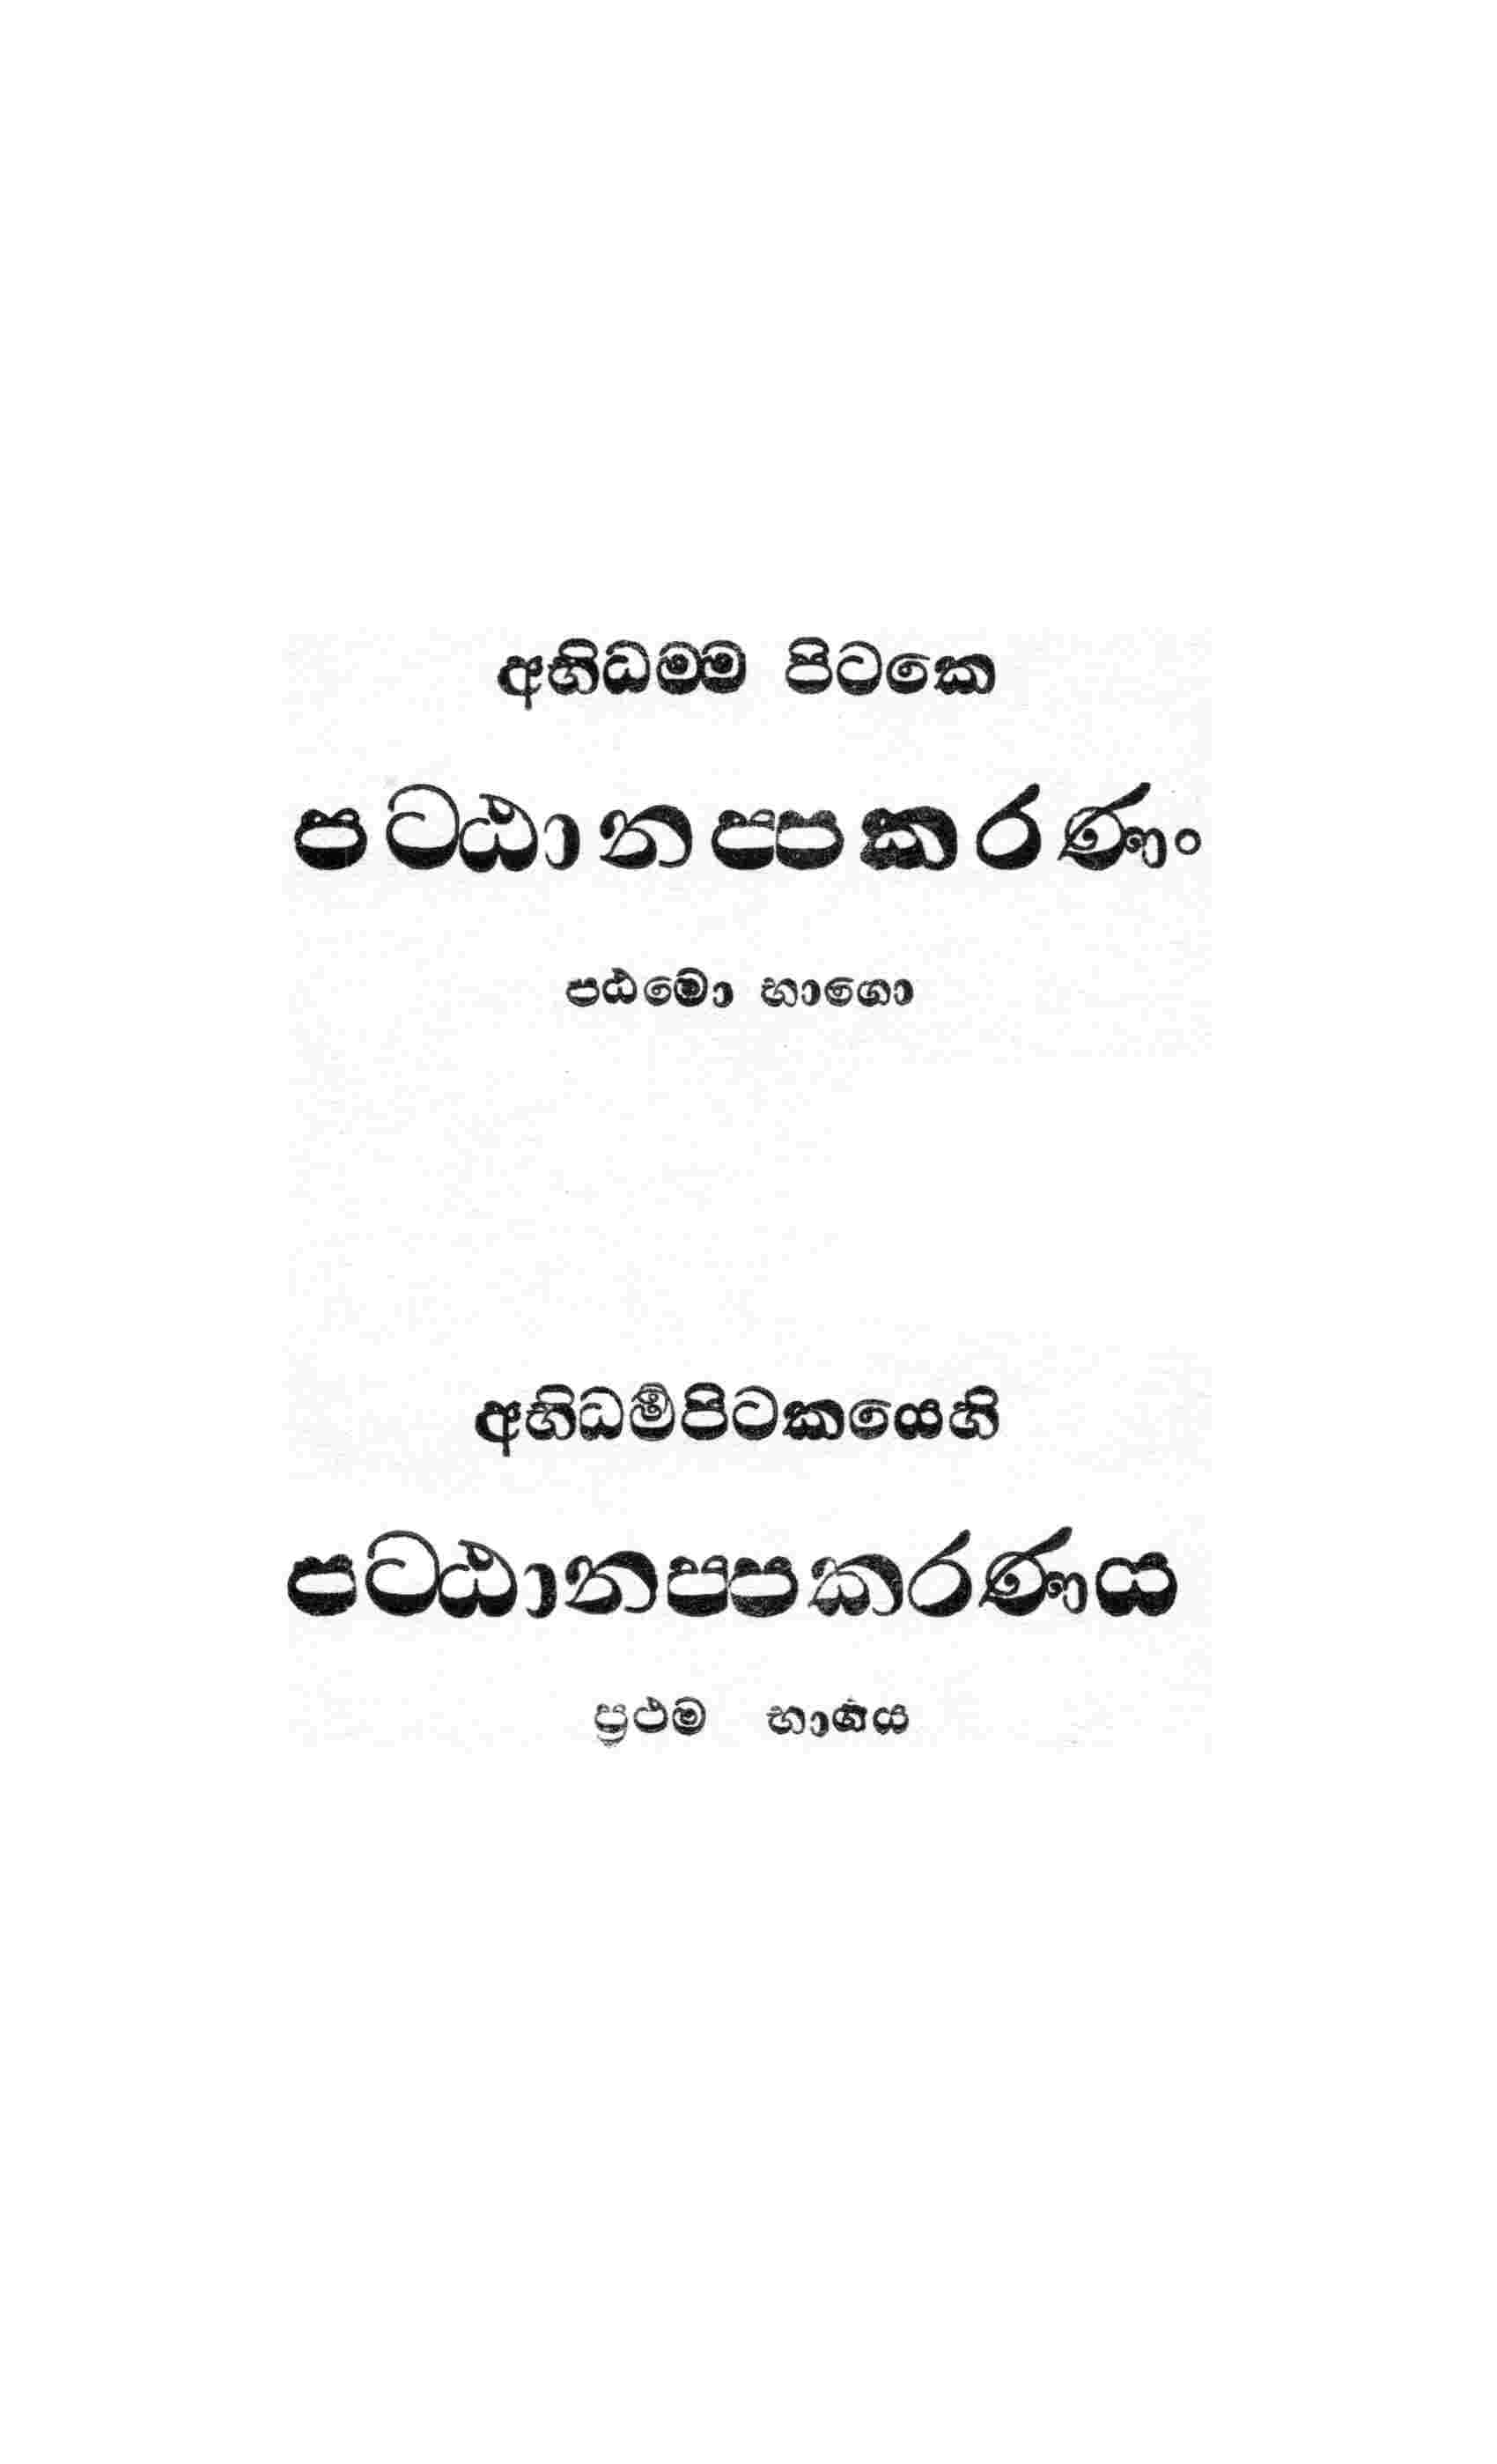 අභිධම‍්ම පිටකෙ
පට‍්ඨානප‍්පකරණං
පඨමො භාගො
අභිධර්‍මපිටකයෙහි
පට‍්ඨානප‍්පකරණය
ප්‍රථම භාගය